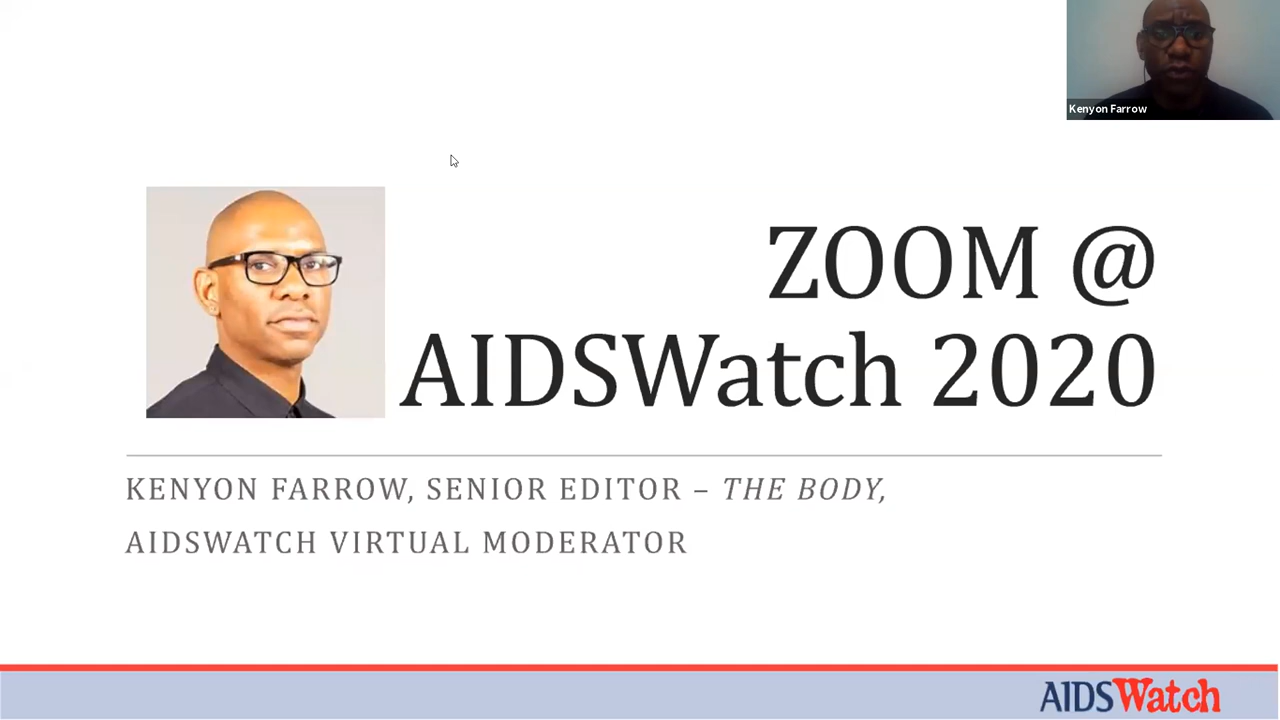 Kenyon Farrow
ZOOM @
AIDSWatch 2020
KENYON FARROW, SENIOR EDITOR – THE BODY,
AIDSWATCH VIRTUAL MODERATOR
AIDSWatch